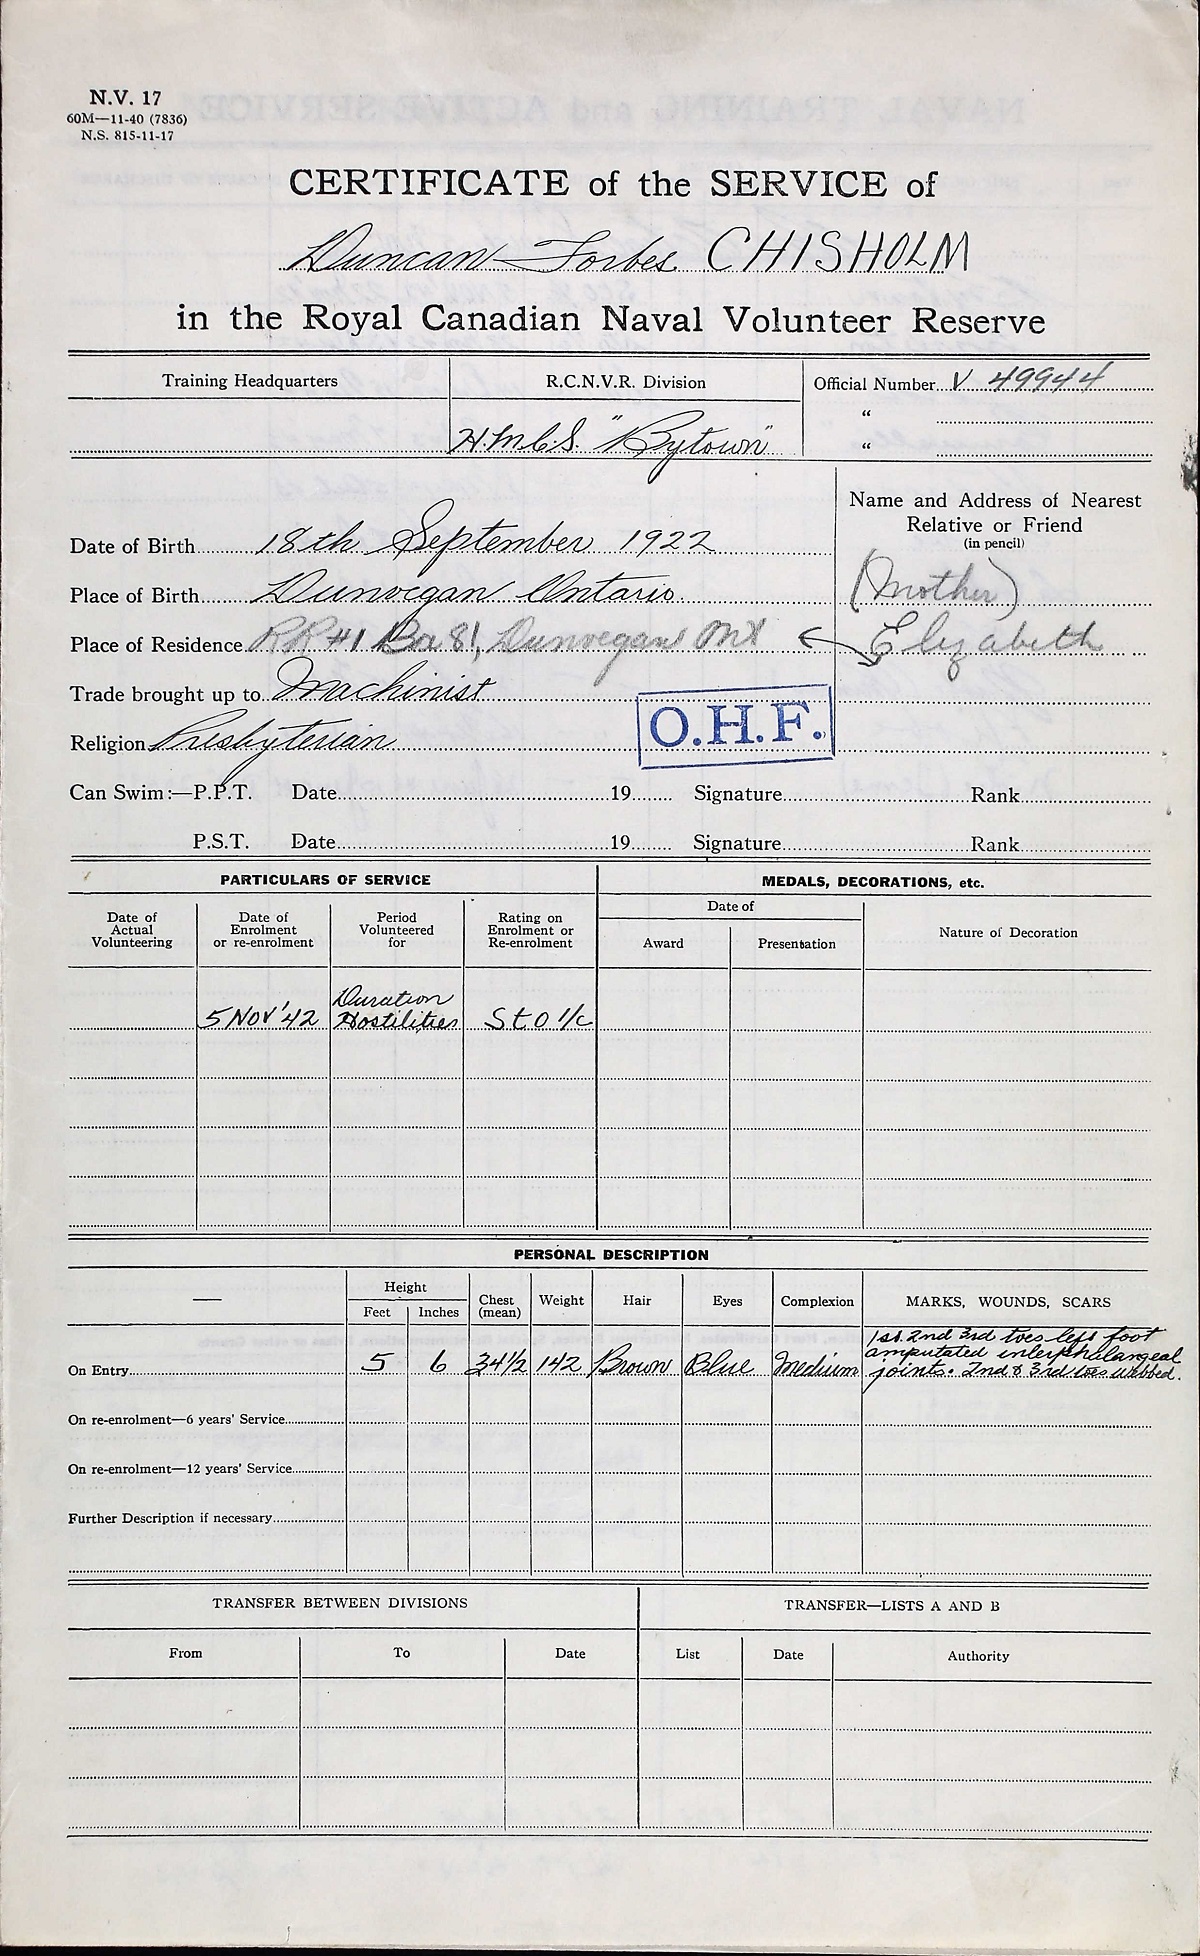 N.V. 17
60M—11-40 (7836)
N.S. 815-11-17
CERTIFICATE of the SERVICE of
Duncan Forbes CHISHOLM
in the Royal Canadian Naval Volunteer Reserve
Training Headquarters R.C.N.V.R. Division Official Number V 49944
“
H.M.C.S. "Bytown" “
Name and Address of Nearest
Relative or Friend
(in pencil)
Date of Birth 18th September 1922
Place of Birth Dunvegan Ontario. (Mother)
Place of Residence RR #1 Box 81, Dunvegan Ont Elizabeth
Trade brought up to Machinist
O.H.F.
Religion Presbyterian
Can Swim:—P.P.T. Date 19 Signature Rank
P.S.T. Date 19 Signature Rank
PARTICULARS OF SERVICE MEDALS, DECORATIONS, etc.
Date of Actual Volunteering Date of Enrolment or re-enrolment Period Volunteered for Rating on Enrolment or Re-enrolment Date of Nature of Decoration
Award Presentation
Duration
5 NOV '42 Hostilities Sto 1/c
PERSONAL DESCRIPTION
— Height Chest (mean) Weight Hair Eyes Complexion MARKS, WOUNDS, SCARS
Feet Inches
1st. 2nd 3rd toes left foot
amputated interphalangeal
On Entry 5 6 34½ 142 Brown Blue Medium joints. 2nd & 3rd toes webbed.
On re-enrolment—6 years' Service
On re-enrolment—12 years' Service
Further Description if necessary
TRANSFER BETWEEN DIVISIONS TRANSFER—LISTS A AND B
From To Date List Date Authority